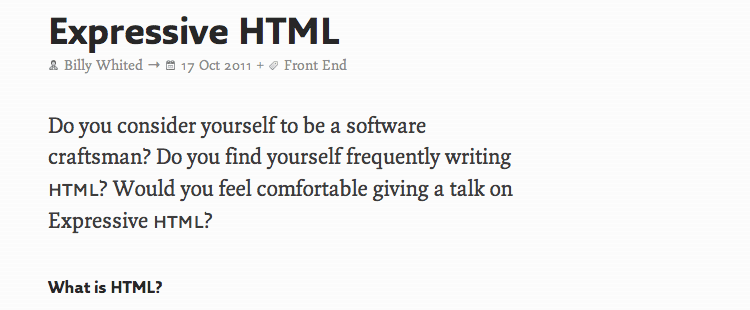 Expressive HTML
Billy Whited → 17 Oct 2011 + Front End
Do you consider yourself to be a software
craftsman? Do you find yourself frequently writing
HTML? Would you feel comfortable giving a talk on
Expressive HTML?
What is HTML?